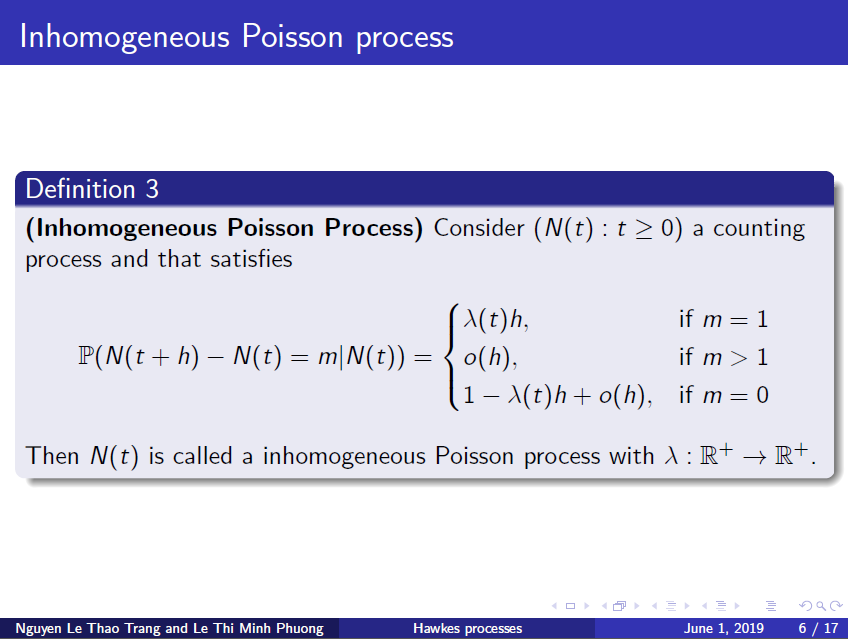 Inhomogeneous Poisson process
Definition 3
(Inhomogeneous Poisson Process) Consider (N(t) : t ≥ 0) a counting
process and that satisfies
λ(t)h, if m = 1
ℙ(N(t + h) − N(t) = m|N(t)) = { o(h), if m > 1
1 − λ(t)h + o(h), if m = 0
Then N(t) is called a inhomogeneous Poisson process with λ : ℝ⁺ → ℝ⁺.
Nguyen Le Thao Trang and Le Thi Minh Phuong Hawkes processes June 1, 2019 6 / 17